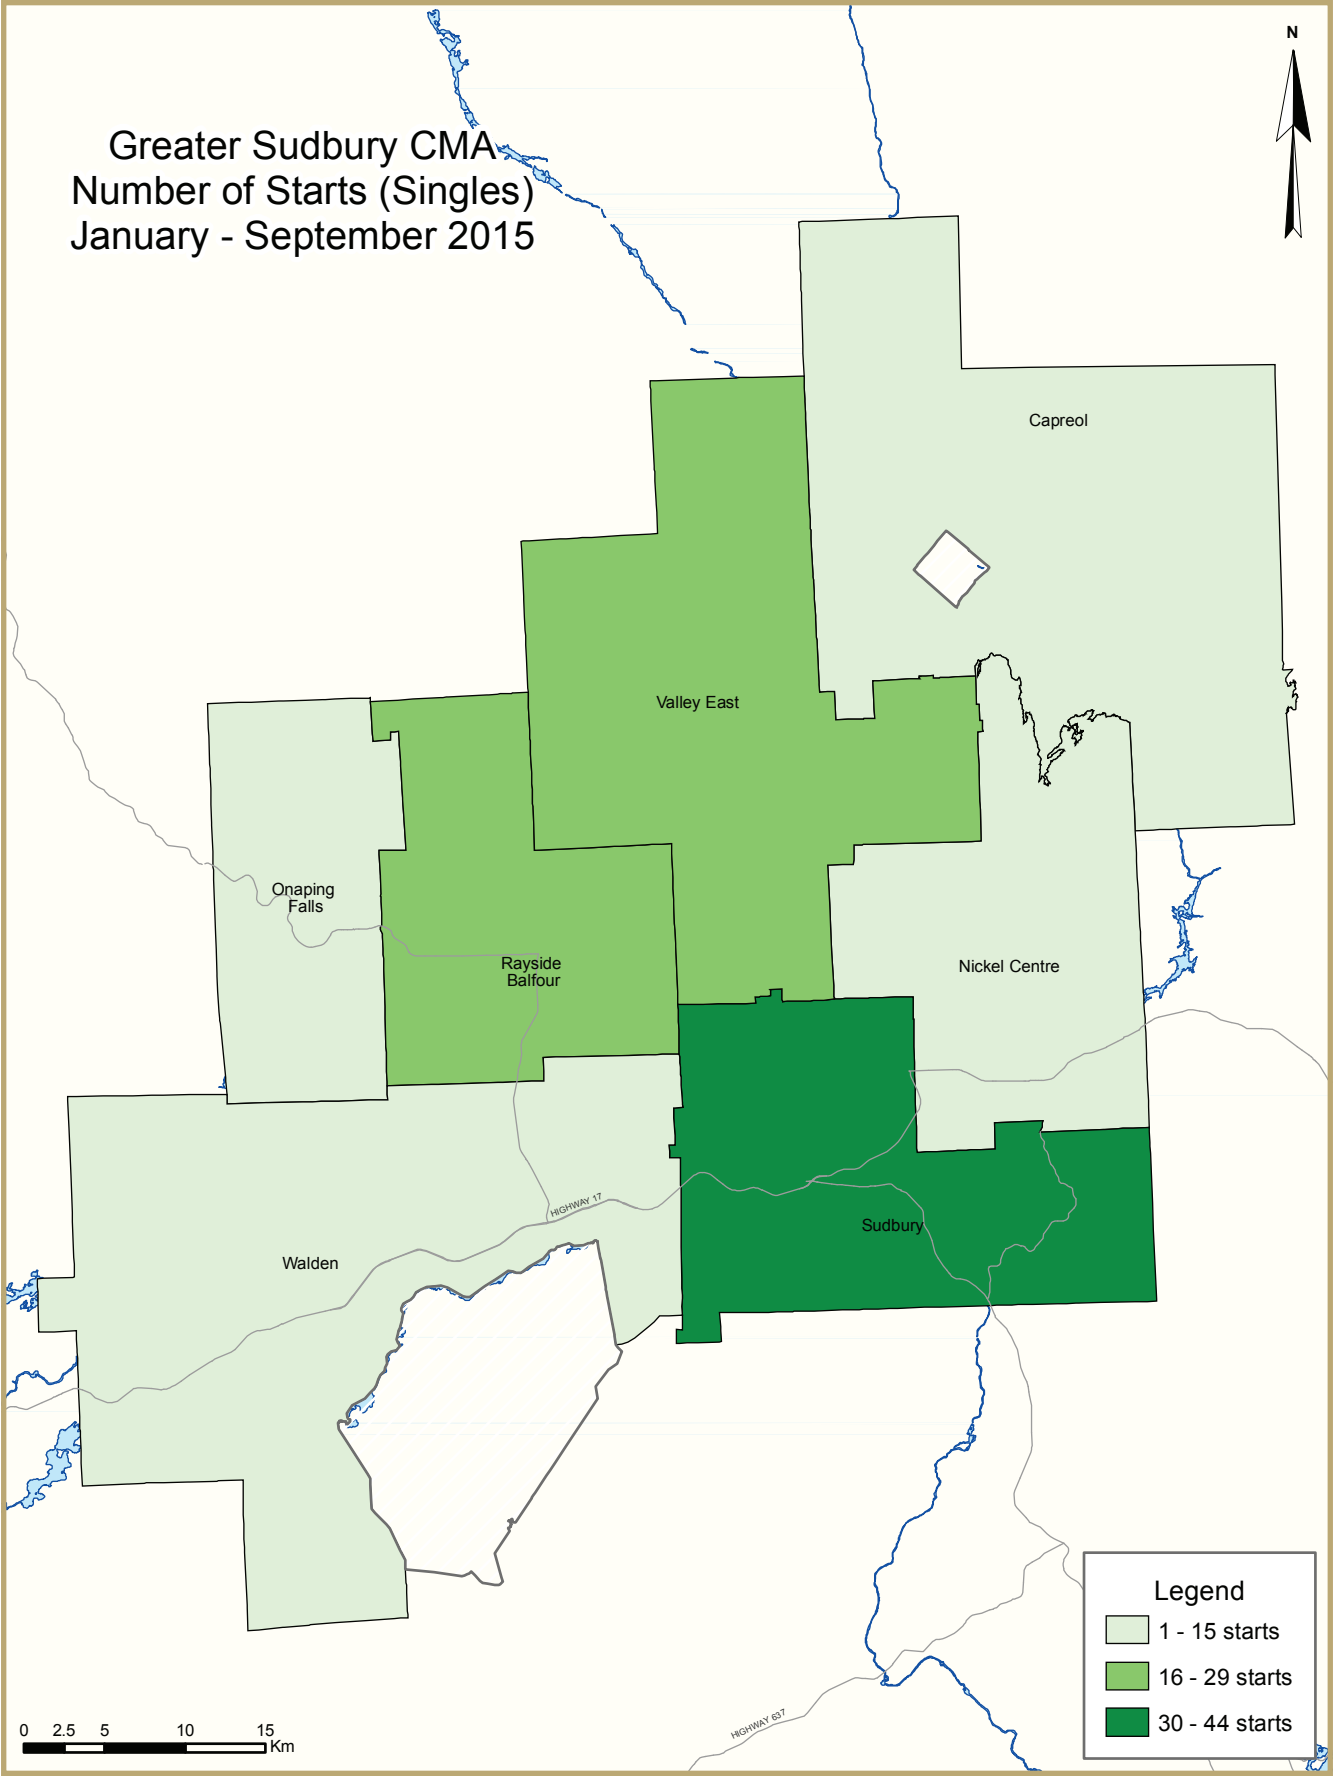 N
Greater Sudbury CMA
Number of Starts (Singles)
January - September 2015
Capreol
Valley East
Onaping
Falls
Rayside
Balfour
Nickel Centre
HIGHWAY 17
Sudbury
Walden
HIGHWAY 637
Legend
1 - 15 starts
16 - 29 starts
30 - 44 starts
0 2.5 5 10 15
Km